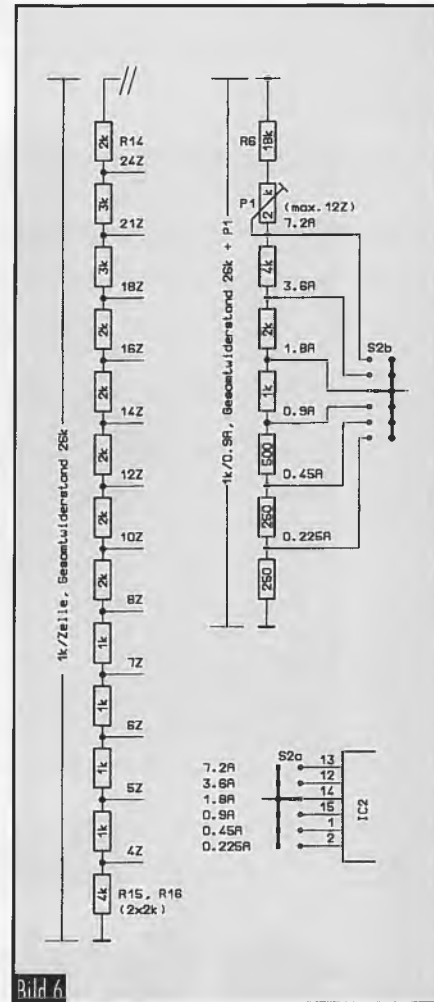 1k/Zelle, Gesamtwiderstand 26k
2k R14
24Z
3k
21Z
3k
18Z
2k
16Z
2k
14Z
2k
12Z
2k
10Z
2k
8Z
1k
7Z
1k
6Z
1k
5Z
1k
4Z
4k R15, R16
(2x2k)
1k/0.9A, Gesamtwiderstand 26k + P1
R6 18k
P1 2 k (max. 12Z)
7.2A
4k
3.6A
2k
1.8A S2b
1k
0.9A
500
0.45A
250
0.225A
250
S2a
7.2A 13
3.6A 12
1.8A 14
0.9A 15
0.45A 1
0.225A 2
IC2
Bild 6